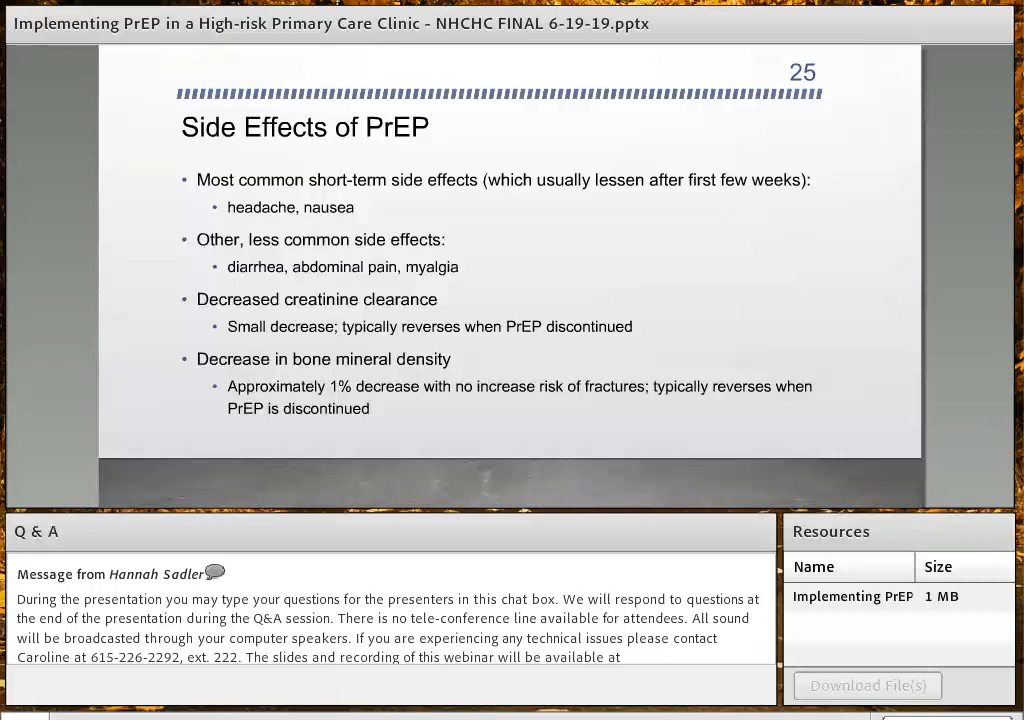 Implementing PrEP in a High-risk Primary Care Clinic - NHCHC FINAL 6-19-19.pptx
25
Side Effects of PrEP
• Most common short-term side effects (which usually lessen after first few weeks):
• headache, nausea
• Other, less common side effects:
• diarrhea, abdominal pain, myalgia
• Decreased creatinine clearance
• Small decrease; typically reverses when PrEP discontinued
• Decrease in bone mineral density
• Approximately 1% decrease with no increase risk of fractures; typically reverses when
PrEP is discontinued
Q & A
Message from Hannah Sadler
During the presentation you may type your questions for the presenters in this chat box. We will respond to questions at
the end of the presentation during the Q&A session. There is no tele-conference line available for attendees. All sound
will be broadcasted through your computer speakers. If you are experiencing any technical issues please contact
Caroline at 615-226-2292, ext. 222. The slides and recording of this webinar will be available at
Resources
Name Size
Implementing PrEP 1 MB
Download File(s)